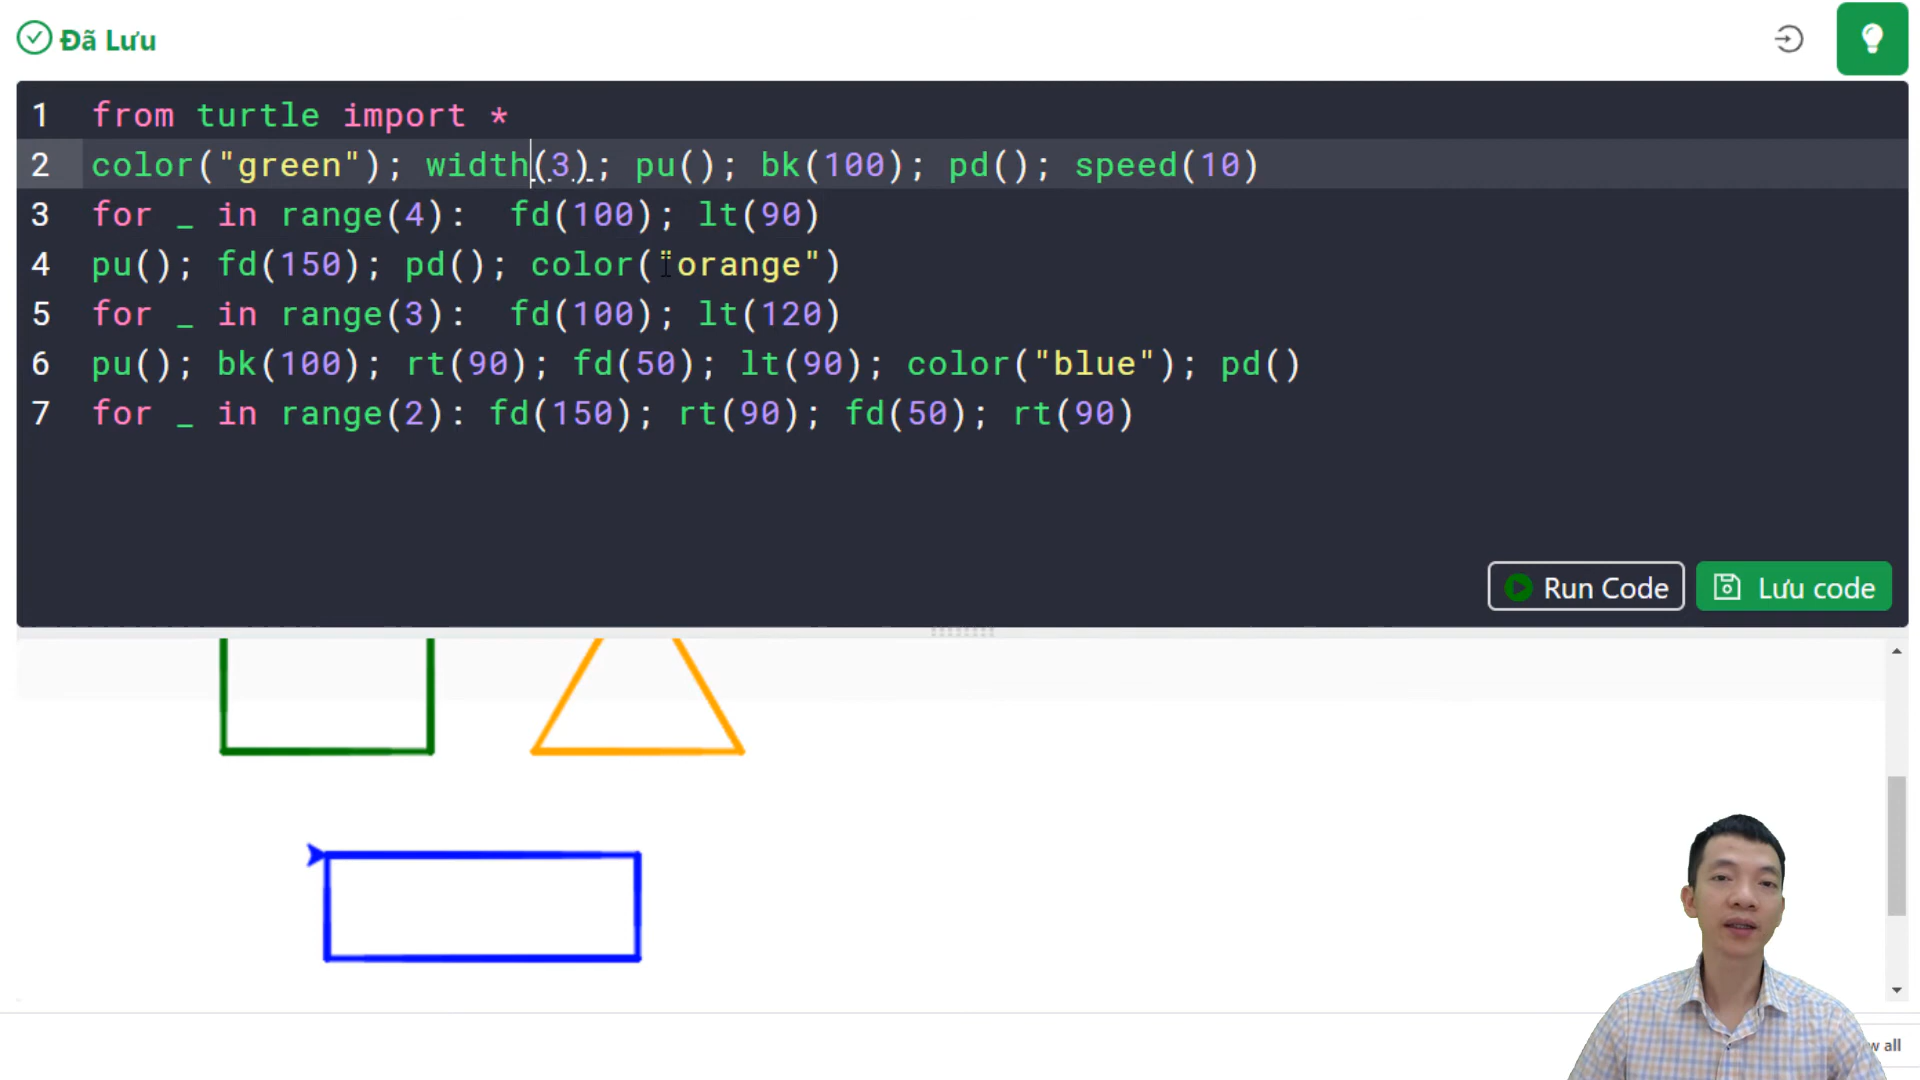 Đã Lưu
1 from turtle import *
2 color("green"); width(3); pu(); bk(100); pd(); speed(10)
3 for _ in range(4):  fd(100); lt(90)
4 pu(); fd(150); pd(); color("orange")
5 for _ in range(3):  fd(100); lt(120)
6 pu(); bk(100); rt(90); fd(50); lt(90); color("blue"); pd()
7 for _ in range(2): fd(150); rt(90); fd(50); rt(90)
Run Code
Lưu code
all